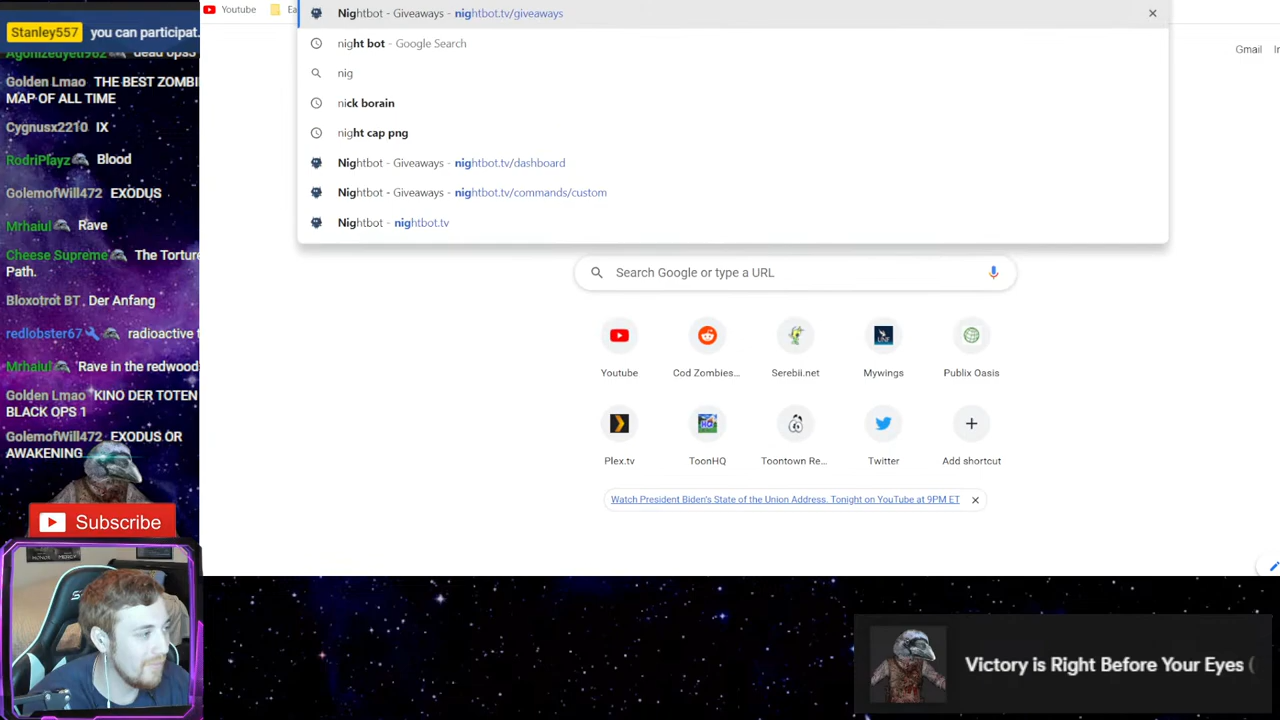 Stanley557 you can participat.
Agonizedyeti962 dead ops3
Golden Lmao THE BEST ZOMBI
MAP OF ALL TIME
Cygnusx2210 IX
RodriPlayz Blood
GolemofWill472 EXODUS
Mrhaiul Rave
Cheese Supreme The Torture
Path.
Bloxotrot BT Der Anfang
redlobster67 radioactive t
Mrhaiul Rave in the redwood
Golden Lmao KINO DER TOTEN
BLACK OPS 1
GolemofWill472 EXODUS OR
AWAKENING
Subscribe
Youtube
Ea
Nightbot - Giveaways - nightbot.tv/giveaways
night bot - Google Search
nig
nick borain
night cap png
Nightbot - Giveaways - nightbot.tv/dashboard
Nightbot - Giveaways - nightbot.tv/commands/custom
Nightbot - nightbot.tv
Gmail
Search Google or type a URL
Youtube
Cod Zombies...
Serebii.net
Mywings
Publix Oasis
Plex.tv
ToonHQ
Toontown Re...
Twitter
Add shortcut
Watch President Biden's State of the Union Address. Tonight on YouTube at 9PM ET
Victory is Right Before Your Eyes (